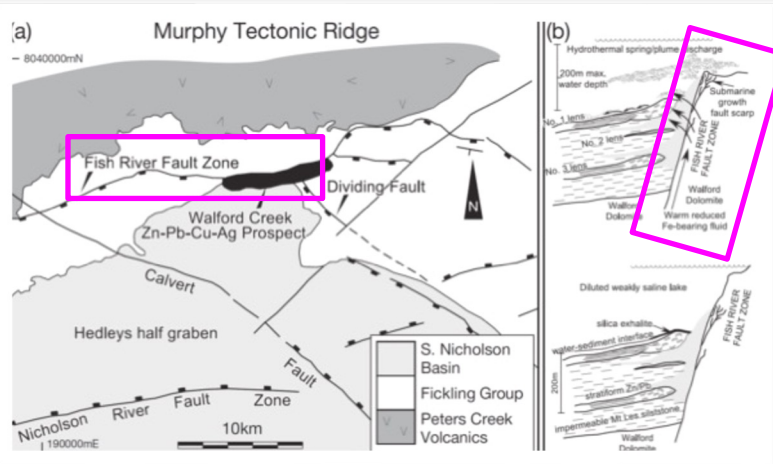 (a)
Murphy Tectonic Ridge
8040000mN
Fish River Fault Zone
Dividing Fault
Walford Creek
Zn-Pb-Cu-Ag Prospect
N
Calvert
Fault
Hedleys half graben
Nicholson River Fault Zone
190000mE
10km
S. Nicholson
Basin
Fickling Group
Peters Creek
Volcanics
(b)
Hydrothermal spring/plume discharge
200m max.
water depth
Submarine
growth
fault scarp
No. 1 lens
No. 2 lens
No. 3 lens
FISH RIVER
FAULT ZONE
Walford
Dolomite
Walford
Dolomite
Warm reduced
Fe-bearing fluid
Diluted weakly saline lake
silica exhalite
water-sediment interface
FISH RIVER
FAULT ZONE
200m
stratiform Zn/Pb
impermeable Mt Les siltstone
Walford
Dolomite